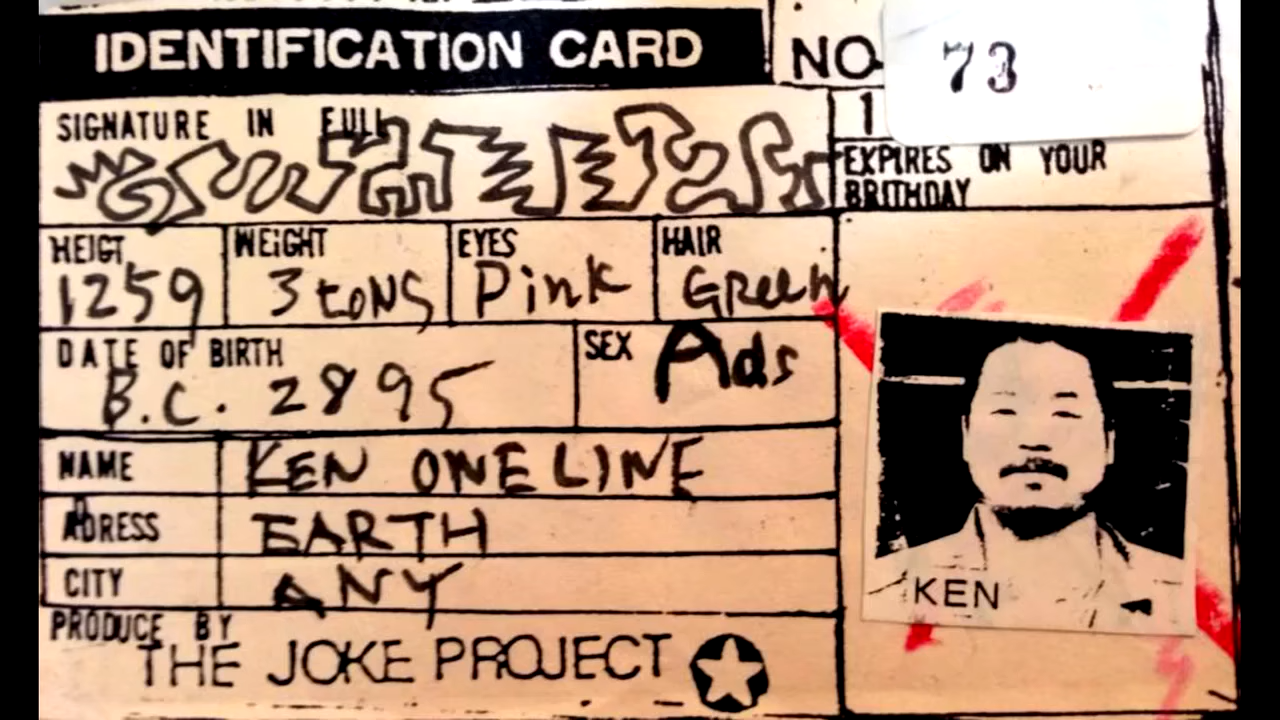 IDENTIFICATION CARD
NO 73
SIGNATURE IN FULL
1
EXPIRES ON YOUR
BRITHDAY
HEIGT WEIGHT EYES HAIR
1259 3 toNS Pink Green
DATE OF BIRTH SEX Ads
B.C. 2895
NAME KEN ONE LINE
ADRESS EARTH
CITY ANY
KEN
PRODUCE BY
THE JOKE PROJECT